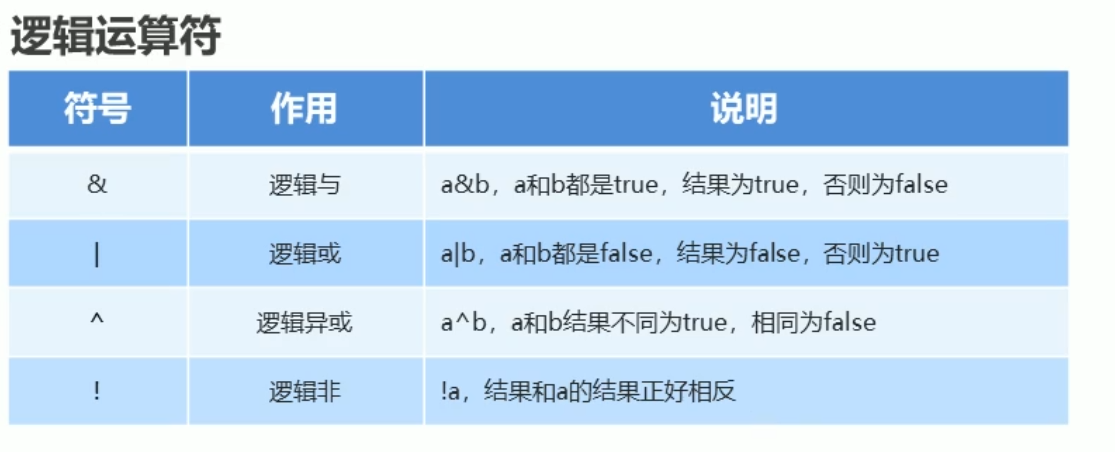 逻辑运算符
符号 作用 说明
& 逻辑与 a&b，a和b都是true，结果为true，否则为false
| 逻辑或 a|b，a和b都是false，结果为false，否则为true
^ 逻辑异或 a^b，a和b结果不同为true，相同为false
! 逻辑非 !a，结果和a的结果正好相反